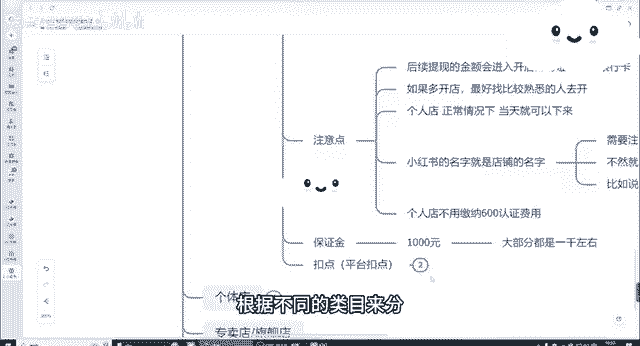 后续提现的金额会进入开店
行卡
如果多开店，最好找比较熟悉的人去开
个人店 正常情况下 当天就可以下来
注意点
小红书的名字就是店铺的名字
需要注
不然就
比如说
个人店不用缴纳600认证费用
保证金
1000元
大部分都是一千左右
扣点（平台扣点）
2
个体
根据不同的类目来分
专卖店/旗舰店